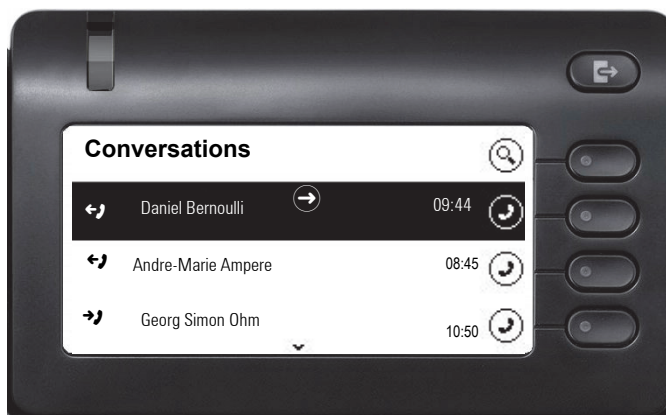 Conversations
Daniel Bernoulli 09:44
Andre-Marie Ampere 08:45
Georg Simon Ohm 10:50